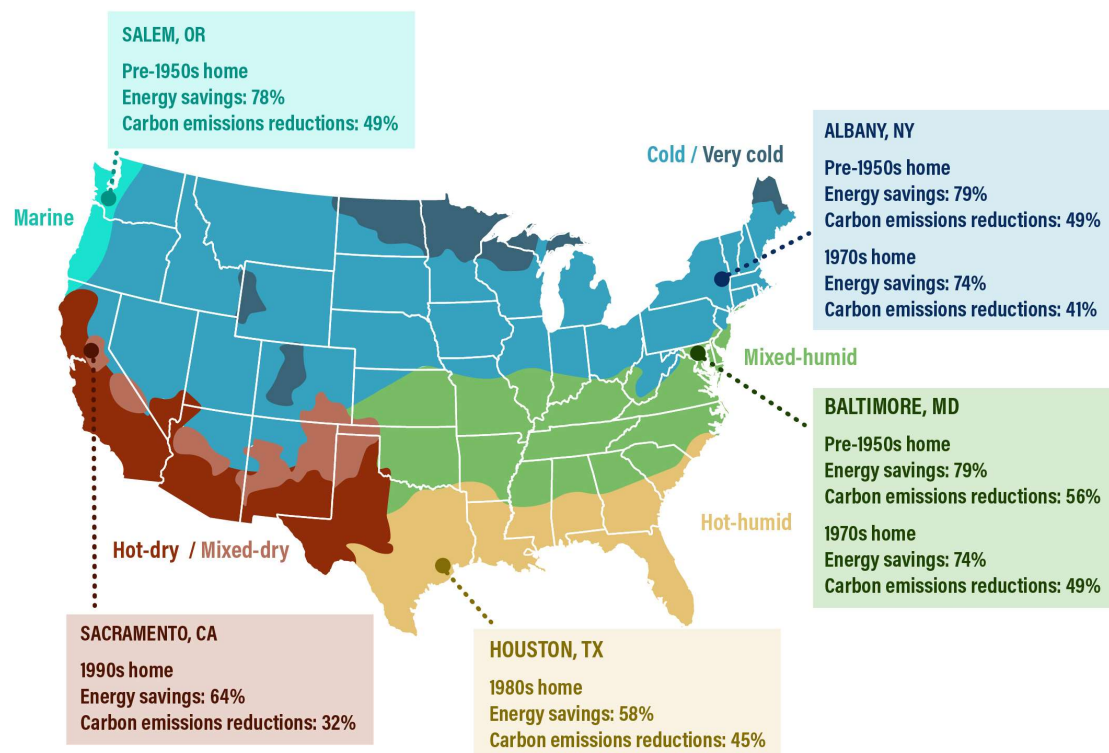 SALEM, OR
Pre-1950s home
Energy savings: 78%
Carbon emissions reductions: 49%
Marine
Cold / Very cold
ALBANY, NY
Pre-1950s home
Energy savings: 79%
Carbon emissions reductions: 49%
1970s home
Energy savings: 74%
Carbon emissions reductions: 41%
Mixed-humid
BALTIMORE, MD
Pre-1950s home
Energy savings: 79%
Carbon emissions reductions: 56%
1970s home
Energy savings: 74%
Carbon emissions reductions: 49%
Hot-humid
Hot-dry / Mixed-dry
SACRAMENTO, CA
1990s home
Energy savings: 64%
Carbon emissions reductions: 32%
HOUSTON, TX
1980s home
Energy savings: 58%
Carbon emissions reductions: 45%